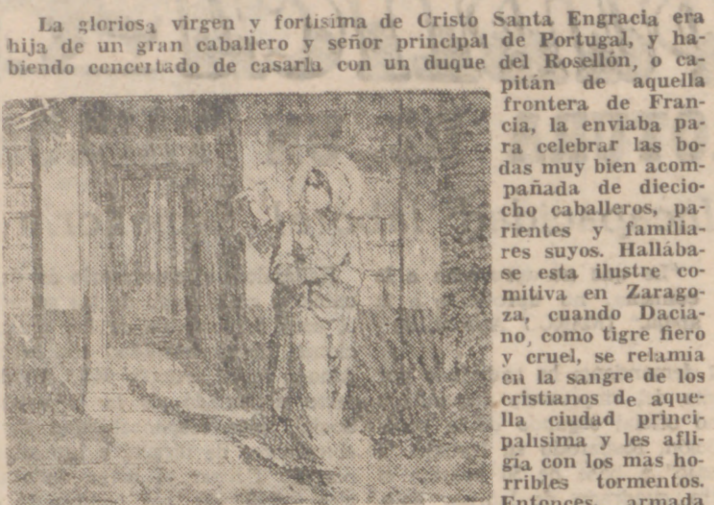 La gloriosa virgen y fortísima de Cristo Santa Engracia era
hija de un gran caballero y señor principal de Portugal, y ha-
biendo concertado de casarla con un duque del Rosellón, o ca-
pitán de aquella
frontera de Fran-
cia, la enviaba pa-
ra celebrar las bo-
das muy bien acom-
pañada de diecio-
cho caballeros, pa-
rientes y familia-
res suyos. Hallába-
se esta ilustre co-
mitiva en Zarago-
za, cuando Dacia-
no, como tigre fiero
y cruel, se relamía
en la sangre de los
cristianos de aque-
lla ciudad princi-
palísima y les afli-
gía con los más ho-
rribles tormentos.
Entonces, armada